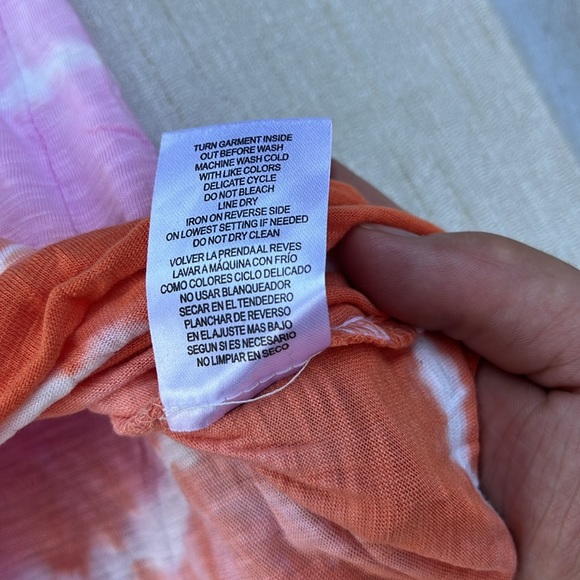 TURN GARMENT INSIDE
OUT BEFORE WASH
MACHINE WASH COLD
WITH LIKE COLORS
DELICATE CYCLE
DO NOT BLEACH
LINE DRY
IRON ON REVERSE SIDE
ON LOWEST SETTING IF NEEDED
DO NOT DRY CLEAN
VOLVER LA PRENDA AL REVES
LAVAR A MÁQUINA CON FRÍO
COMO COLORES CICLO DELICADO
NO USAR BLANQUEADOR
SECAR EN EL TENDEDERO
PLANCHAR DE REVERSO
EN EL AJUSTE MAS BAJO
SEGUN SI ES NECESARIO
NO LIMPIAR EN SECO